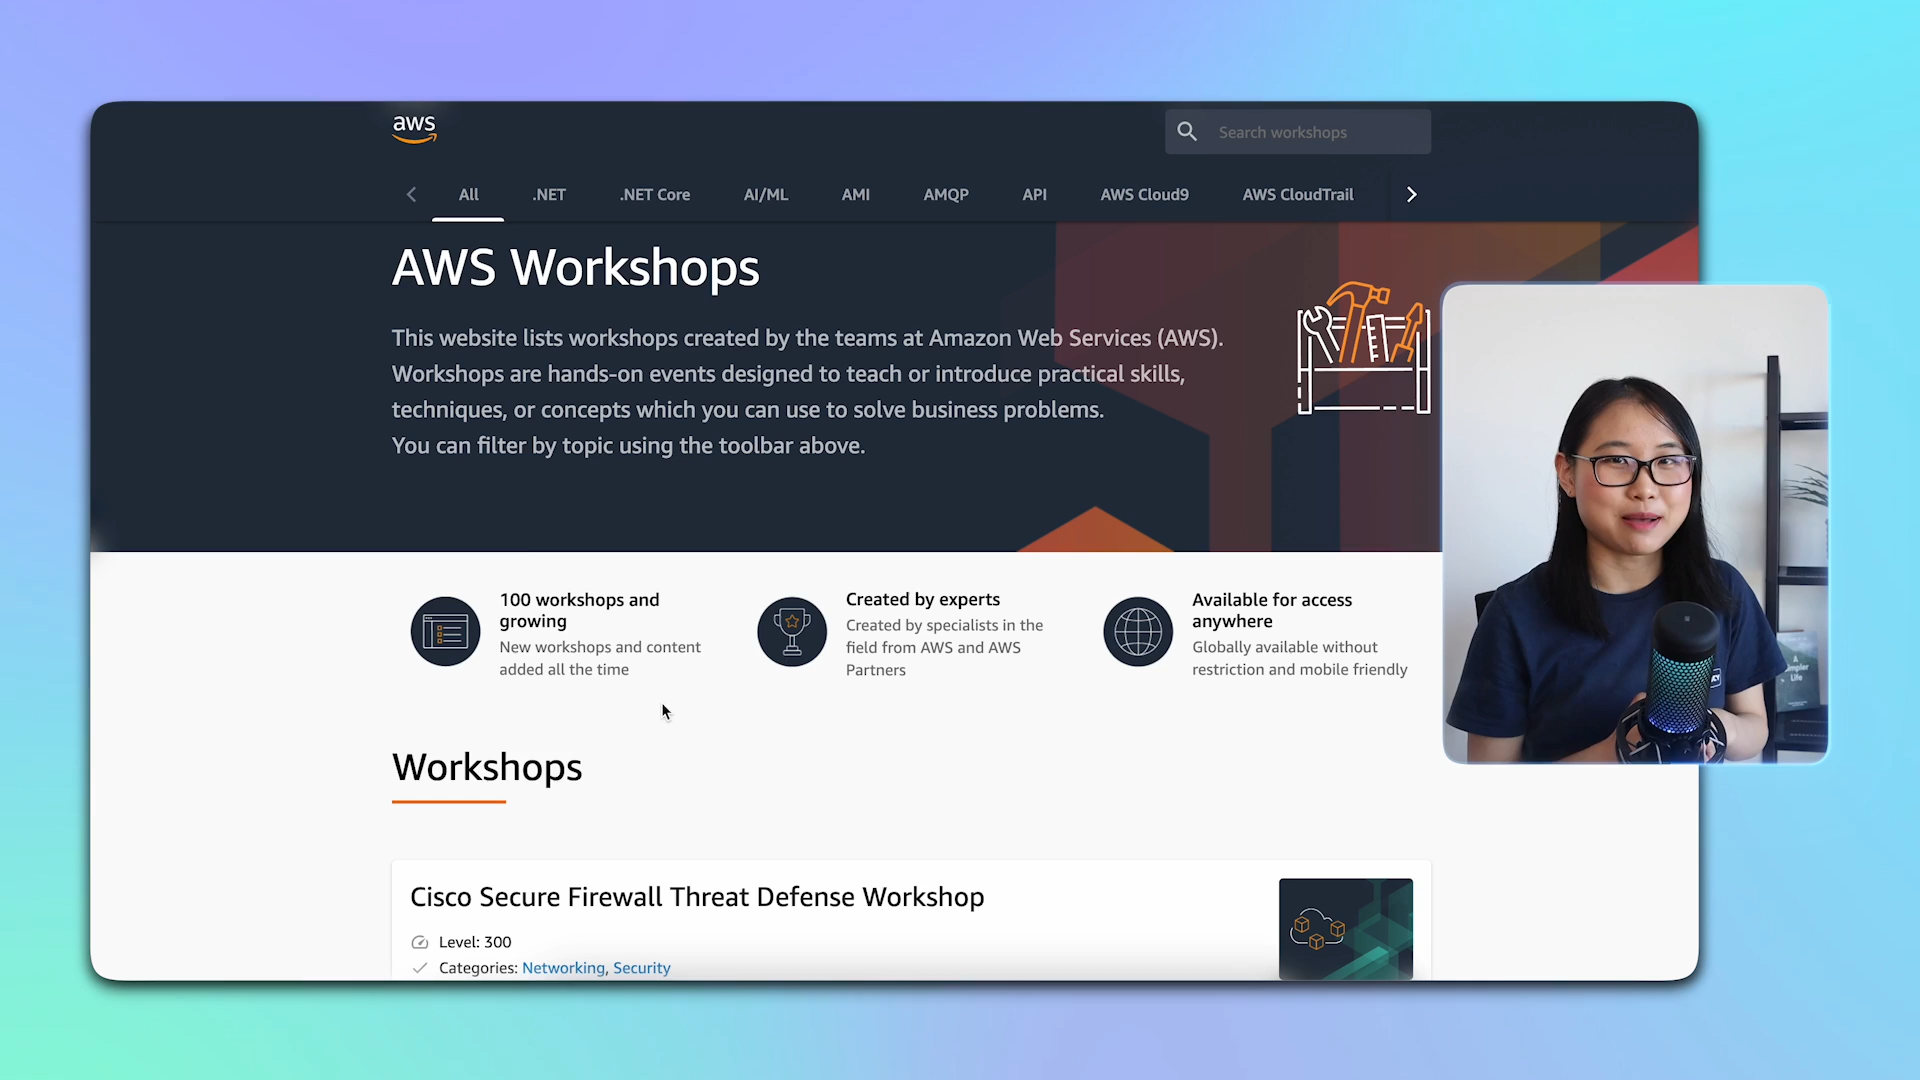 aws
Search workshops
All
.NET
.NET Core
AI/ML
AMI
AMQP
API
AWS Cloud9
AWS CloudTrail
AWS Workshops
This website lists workshops created by the teams at Amazon Web Services (AWS).
Workshops are hands-on events designed to teach or introduce practical skills,
techniques, or concepts which you can use to solve business problems.
You can filter by topic using the toolbar above.
100 workshops and
growing
New workshops and content
added all the time
Created by experts
Created by specialists in the
field from AWS and AWS
Partners
Available for access
anywhere
Globally available without
restriction and mobile friendly
Workshops
Cisco Secure Firewall Threat Defense Workshop
Level: 300
Categories: Networking, Security
Life